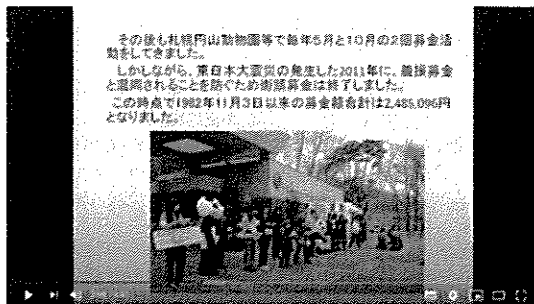 その後も札幌円山動物園等で毎年5月と10月の2回募金活
動をしてきました。
しかしながら、東日本大震災の発生した2011年に、義援募金
と混同されることを防ぐため街頭募金は終了しました。
この時点で1982年11月3日以来の募金総合計は2,485,096円
となりました。